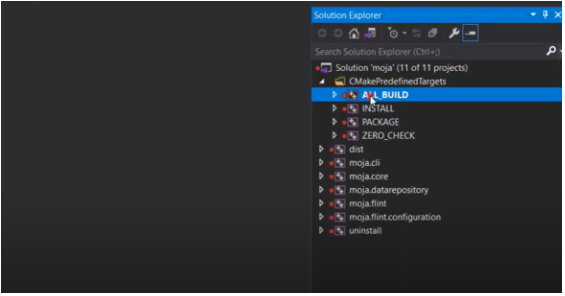 Solution Explorer
Search Solution Explorer (Ctrl+;)
Solution 'moja' (11 of 11 projects)
CMakePredefinedTargets
ALL_BUILD
INSTALL
PACKAGE
ZERO_CHECK
dist
moja.cli
moja.core
moja.datarepository
moja.flint
moja.flint.configuration
uninstall